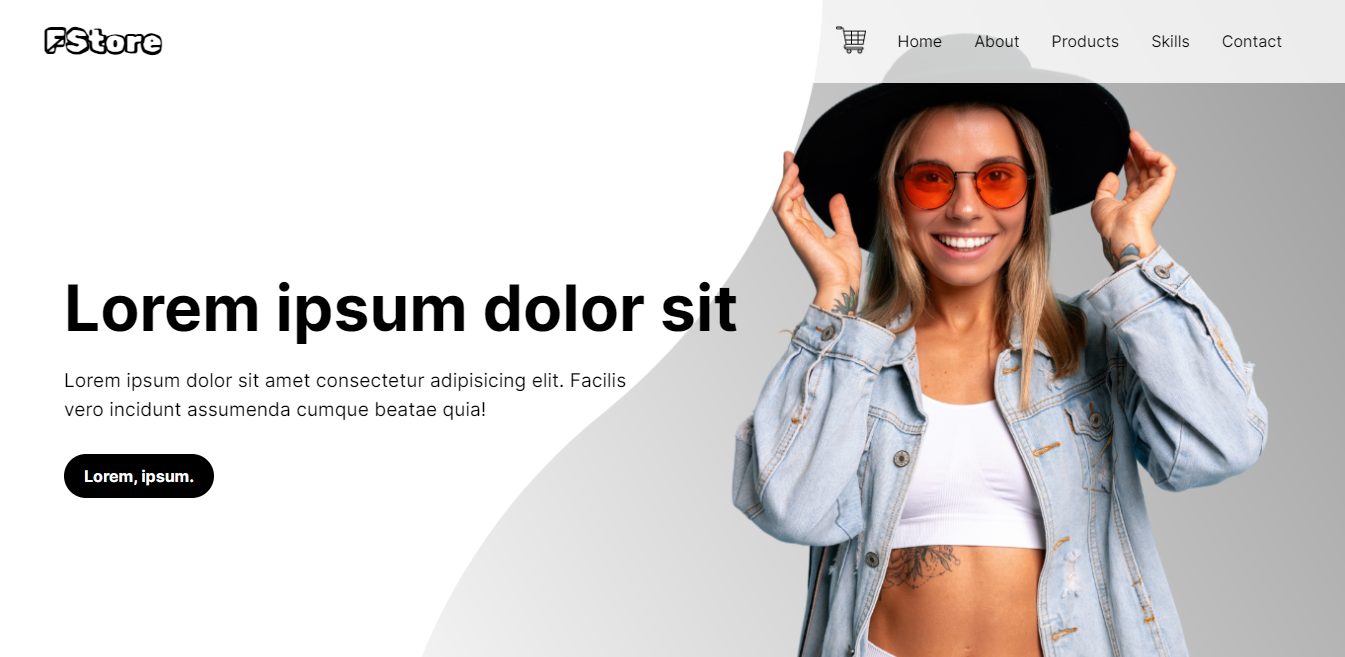 FStore
Home About Products Skills Contact
Lorem ipsum dolor sit
Lorem ipsum dolor sit amet consectetur adipisicing elit. Facilis
vero incidunt assumenda cumque beatae quia!
Lorem, ipsum.